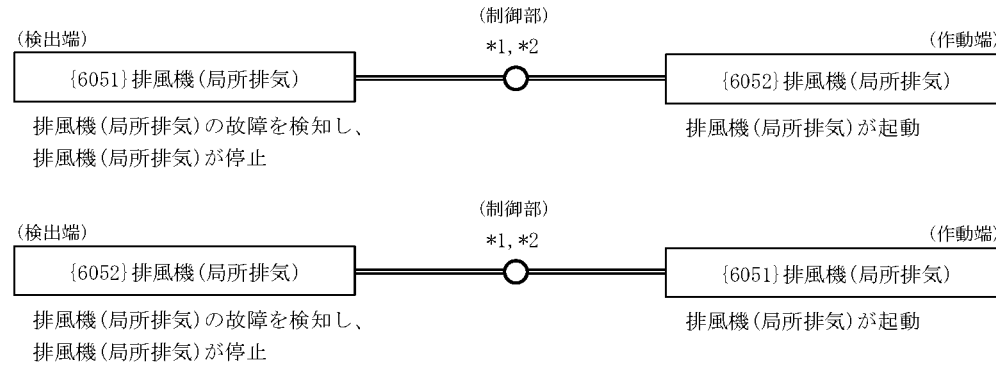 (制御部)
(検出端)
*1, *2
(作動端)
{6051}排風機(局所排気)
{6052}排風機(局所排気)
排風機(局所排気)の故障を検知し、
排風機(局所排気)が停止
排風機(局所排気)が起動
(制御部)
(検出端)
*1, *2
(作動端)
{6052}排風機(局所排気)
{6051}排風機(局所排気)
排風機(局所排気)の故障を検知し、
排風機(局所排気)が停止
排風機(局所排気)が起動